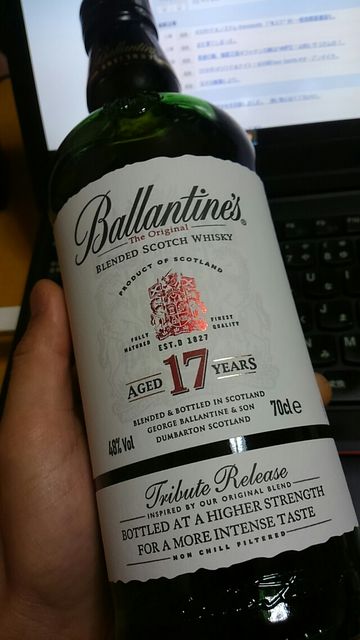 Ballantine's
Ballantine's®
The Original
BLENDED SCOTCH WHISKY
PRODUCT OF SCOTLAND
FULLY MATURED
FINEST QUALITY
EST.D 1827
AGED 17 YEARS
BLENDED & BOTTLED IN SCOTLAND
GEORGE BALLANTINE & SON
DUMBARTON SCOTLAND
48% Vol
70cl e
Tribute Release
INSPIRED BY OUR ORIGINAL BLEND
BOTTLED AT A HIGHER STRENGTH
FOR A MORE INTENSE TASTE
NON CHILL FILTERED